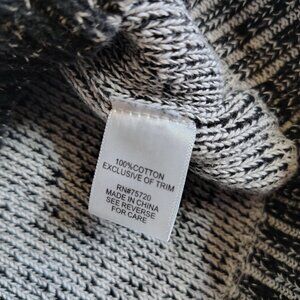 100%COTTON
EXCLUSIVE OF TRIM
RN#75720
MADE IN CHINA
SEE REVERSE
FOR CARE